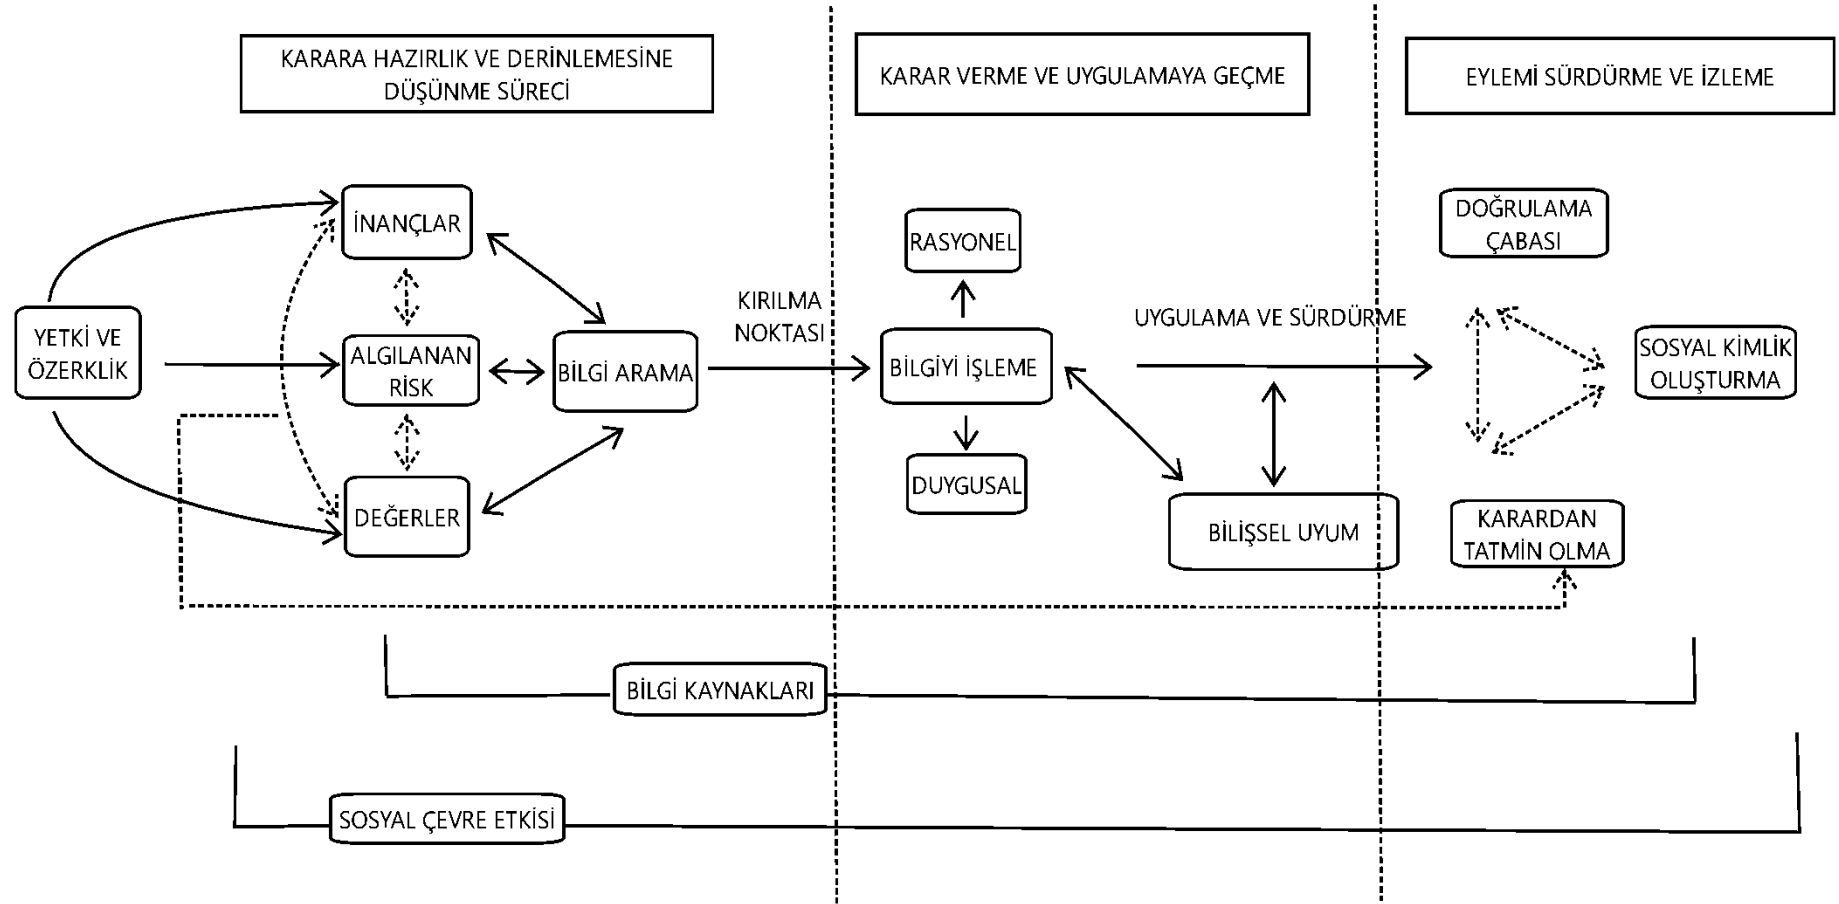 KARARA HAZIRLIK VE DERİNLEMESİNE
DÜŞÜNME SÜRECİ
KARAR VERME VE UYGULAMAYA GEÇME
EYLEMİ SÜRDÜRME VE İZLEME
YETKİ VE
ÖZERKLİK
İNANÇLAR
ALGILANAN
RİSK
DEĞERLER
BİLGİ ARAMA
KIRILMA
NOKTASI
RASYONEL
BİLGİYİ İŞLEME
DUYGUSAL
UYGULAMA VE SÜRDÜRME
BİLİŞSEL UYUM
DOĞRULAMA
ÇABASI
SOSYAL KİMLİK
OLUŞTURMA
KARARDAN
TATMİN OLMA
BİLGİ KAYNAKLARI
SOSYAL ÇEVRE ETKİSİ